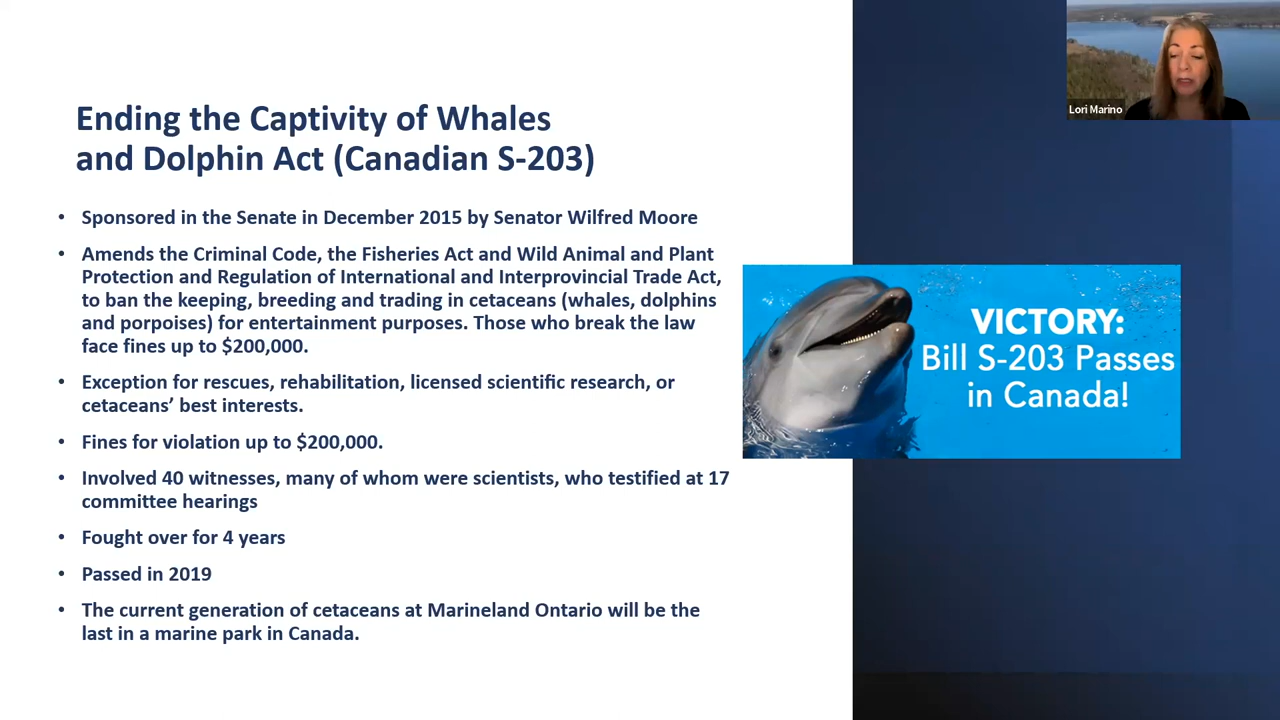 Ending the Captivity of Whales
and Dolphin Act (Canadian S-203)
• Sponsored in the Senate in December 2015 by Senator Wilfred Moore
• Amends the Criminal Code, the Fisheries Act and Wild Animal and Plant
Protection and Regulation of International and Interprovincial Trade Act,
to ban the keeping, breeding and trading in cetaceans (whales, dolphins
and porpoises) for entertainment purposes. Those who break the law
face fines up to $200,000.
• Exception for rescues, rehabilitation, licensed scientific research, or
cetaceans’ best interests.
• Fines for violation up to $200,000.
• Involved 40 witnesses, many of whom were scientists, who testified at 17
committee hearings
• Fought over for 4 years
• Passed in 2019
• The current generation of cetaceans at Marineland Ontario will be the
last in a marine park in Canada.
VICTORY:
Bill S-203 Passes
in Canada!
Lori Marino